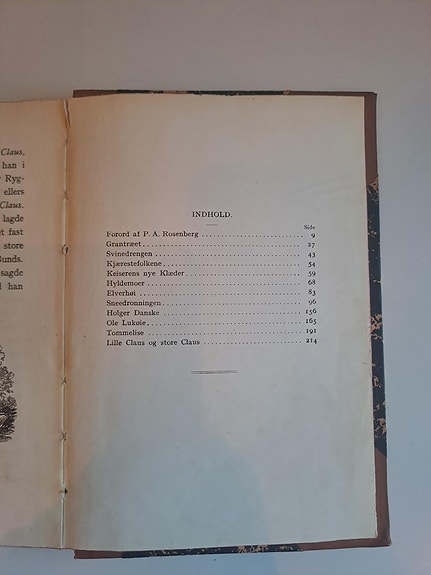 Claus,
han i
Ryg-
ellers
Claus.
lagde
fast
store
Bunds.
sagde
han
INDHOLD.
Side
Forord af P. A. Rosenberg 9
Grantræet 27
Svinedrengen 43
Kjærestefolkene 54
Keiserens nye Klæder 59
Hyldemoer 68
Elverhøi 83
Sneedronningen 96
Holger Danske 156
Ole Lukøie 165
Tommelise 191
Lille Claus og store Claus 214